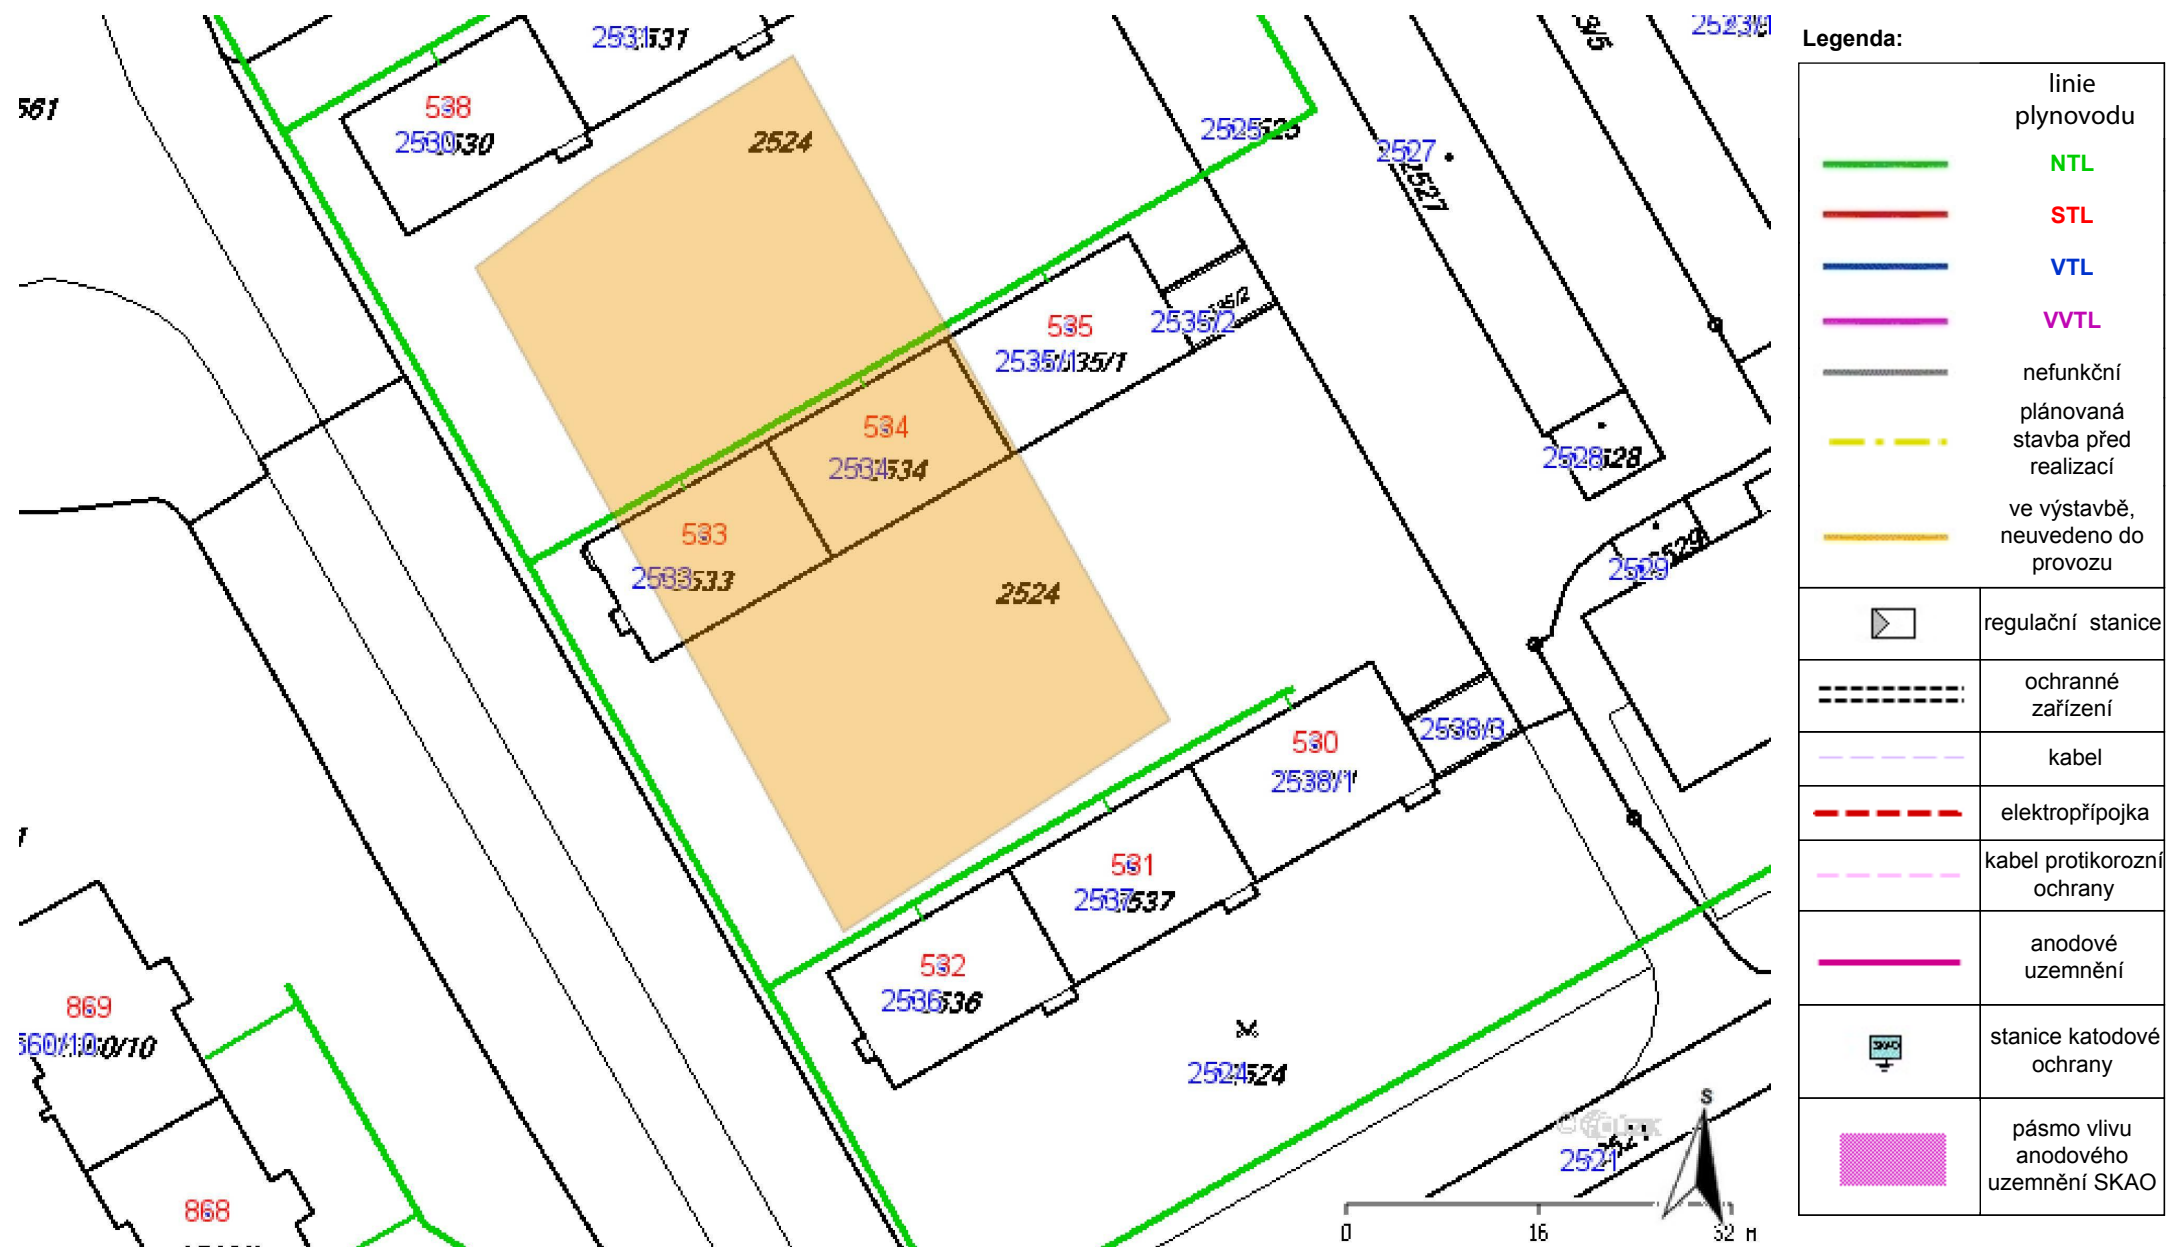 2531
538
2530
2524
561
2525
2527
2527
Legenda:
linie
plynovodu
NTL
STL
VTL
VVTL
nefunkční
plánovaná
stavba před
realizací
ve výstavbě,
neuvedeno do
provozu
regulační stanice
ochranné
zařízení
kabel
elektropřípojka
kabel protikorozní
ochrany
anodové
uzemnění
SKAO
stanice katodové
ochrany
pásmo vlivu
anodového
uzemnění SKAO
535
2535/1
2535/2
534
2534
533
2533
2524
2528
2529
2529
530
2538/1
2538/3
531
2537
532
2536
2524
869
868
2521
S
0 16 32 M